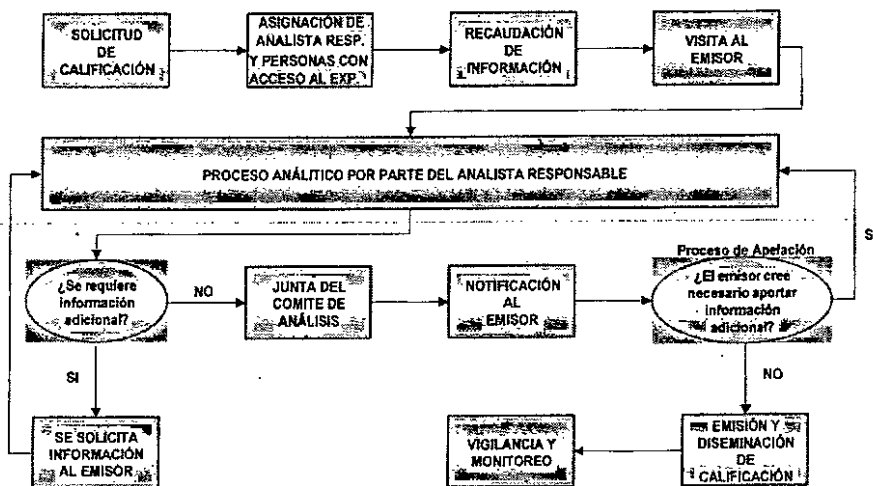 SOLICITUD
DE
CALIFICACIÓN
ASIGNACIÓN DE
ANALISTA RESP.
Y PERSONAS CON
ACCESO AL EXP.
RECAUDACIÓN
DE
INFORMACIÓN
VISITA AL
EMISOR
PROCESO ANÁLITICO POR PARTE DEL ANALISTA RESPONSABLE
¿Se requiere
información
adicional?
NO
JUNTA DEL
COMITE DE
ANÁLISIS
NOTIFICACIÓN
AL
EMISOR
Proceso de Apelación
¿El emisor cree
necesario aportar
información
adicional?
S
SI
NO
SE SOLICITA
INFORMACIÓN
AL EMISOR
VIGILANCIA Y
MONITOREO
EMISIÓN Y
DISEMINACIÓN
DE
CALIFICACIÓN